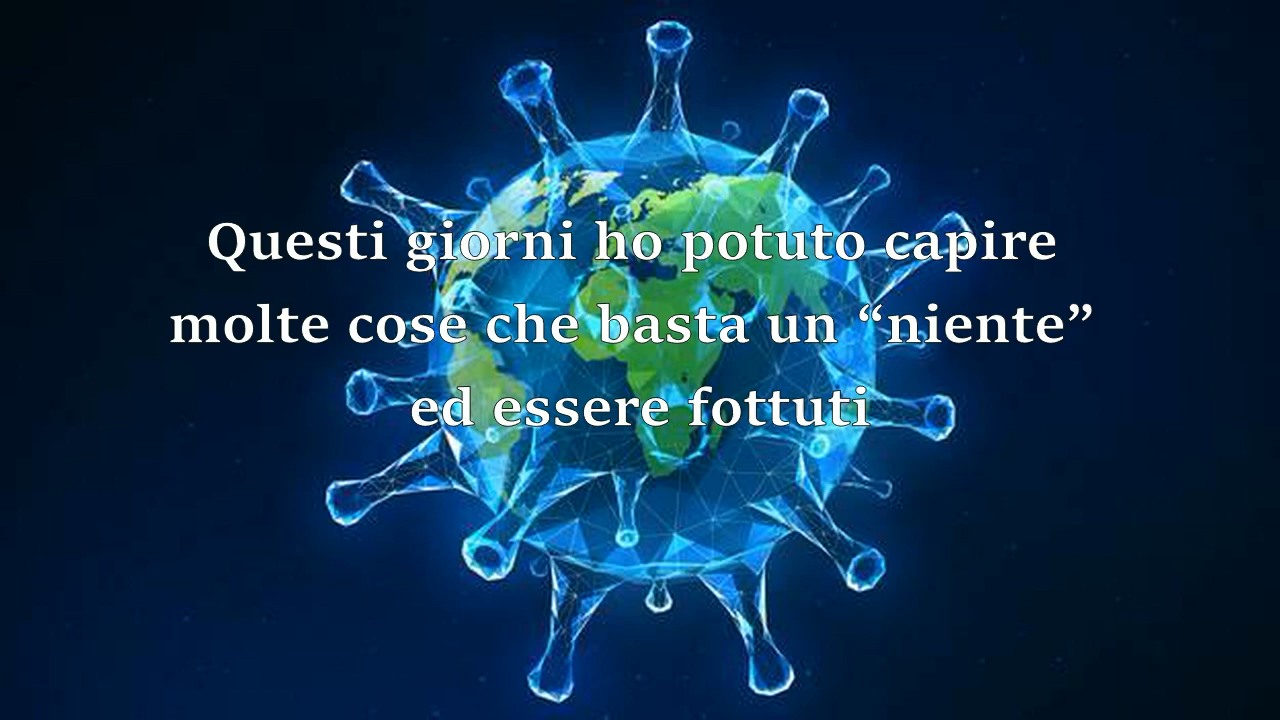 Questi giorni ho potuto capire
molte cose che basta un “niente”
ed essere fottuti